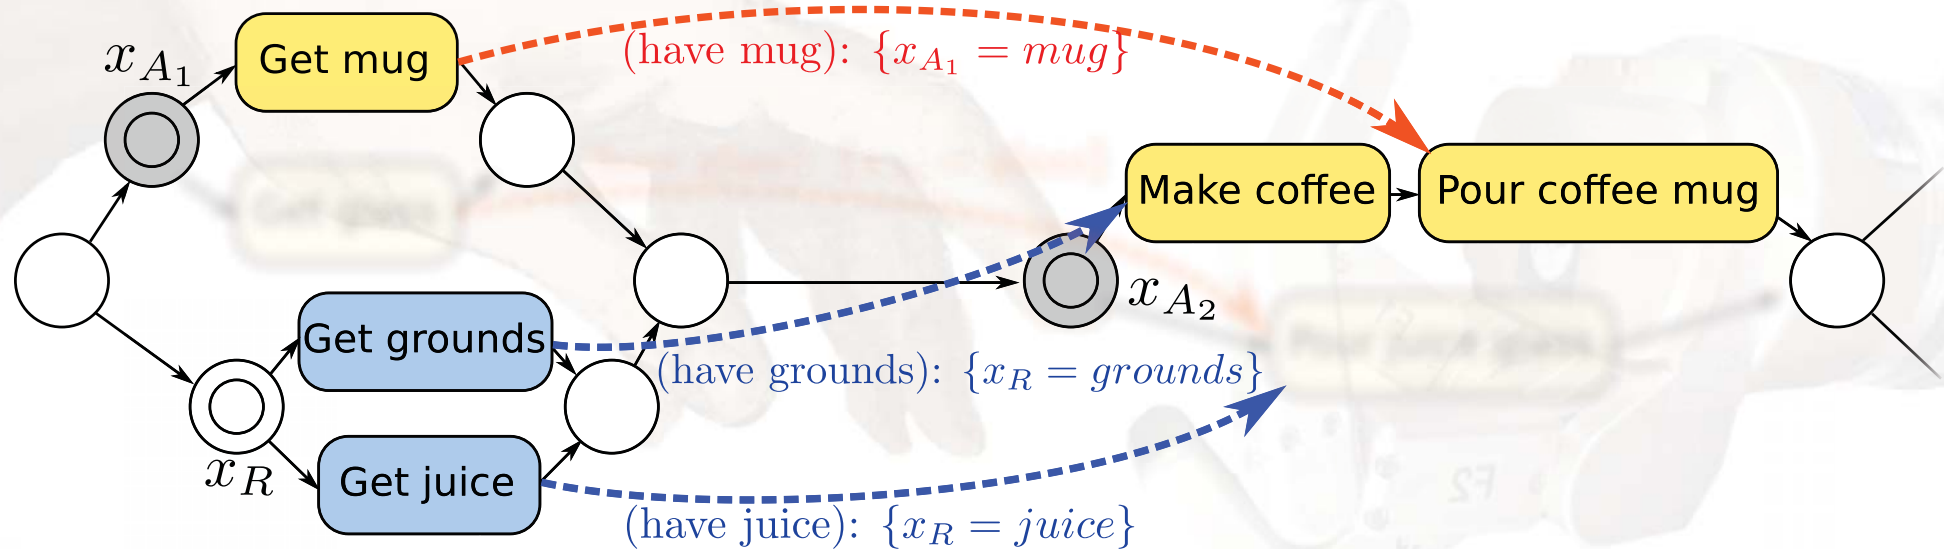 x_{A_1}
Get mug
(have mug): {x_{A_1} = mug}
Make coffee
Pour coffee mug
x_{A_2}
Get grounds
(have grounds): {x_R = grounds}
x_R
Get juice
(have juice): {x_R = juice}